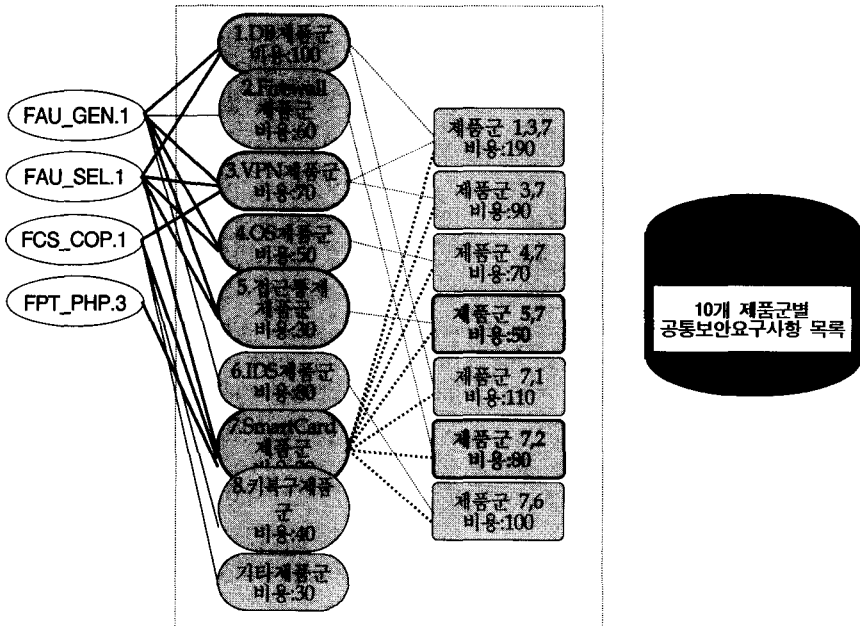 FAU_GEN.1
FAU_SEL.1
FCS_COP.1
FPT_PHP.3
1.DB제품군
비용:100
2.Firewall
제품군
비용:60
3.VPN제품군
비용:70
4.OS제품군
비용:50
5.접근통제
제품군
비용:30
6.IDS제품군
비용:80
7.SmartCard
제품군
8.키복구제품
군
비용:40
기타제품군
비용:30
제품군 1,3,7
비용:190
제품군 3,7
비용:90
제품군 4,7
비용:70
제품군 5,7
비용:50
제품군 7,1
비용:110
제품군 7,2
비용:80
제품군 7,6
비용:100
10개 제품군별
공통보안요구사항 목록